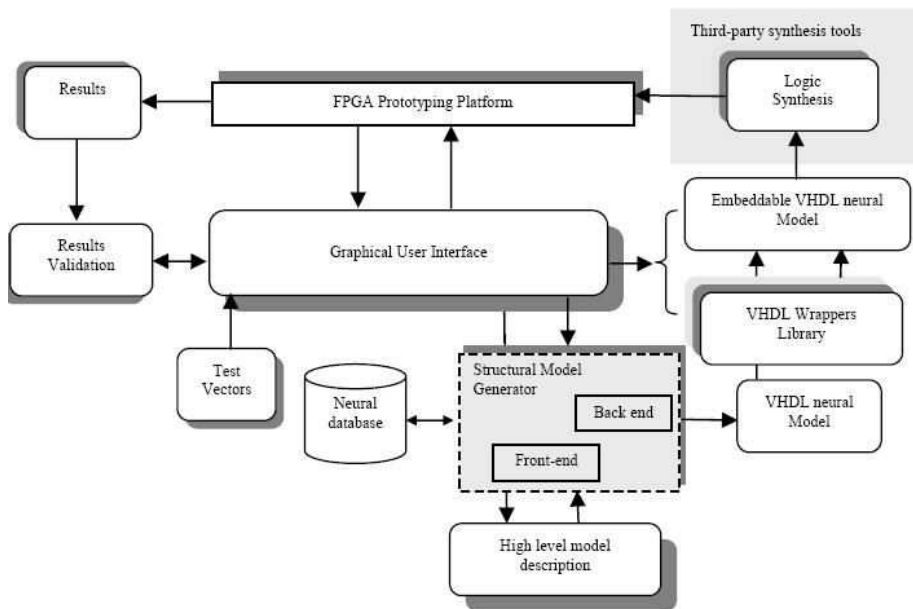 Third-party synthesis tools
Results
FPGA Prototyping Platform
Logic
Synthesis
Embeddable VHDL neural
Model
Results
Validation
Graphical User Interface
VHDL Wrappers
Library
Test
Vectors
Neural
database
Structural Model
Generator
Back end
Front-end
VHDL neural
Model
High level model
description